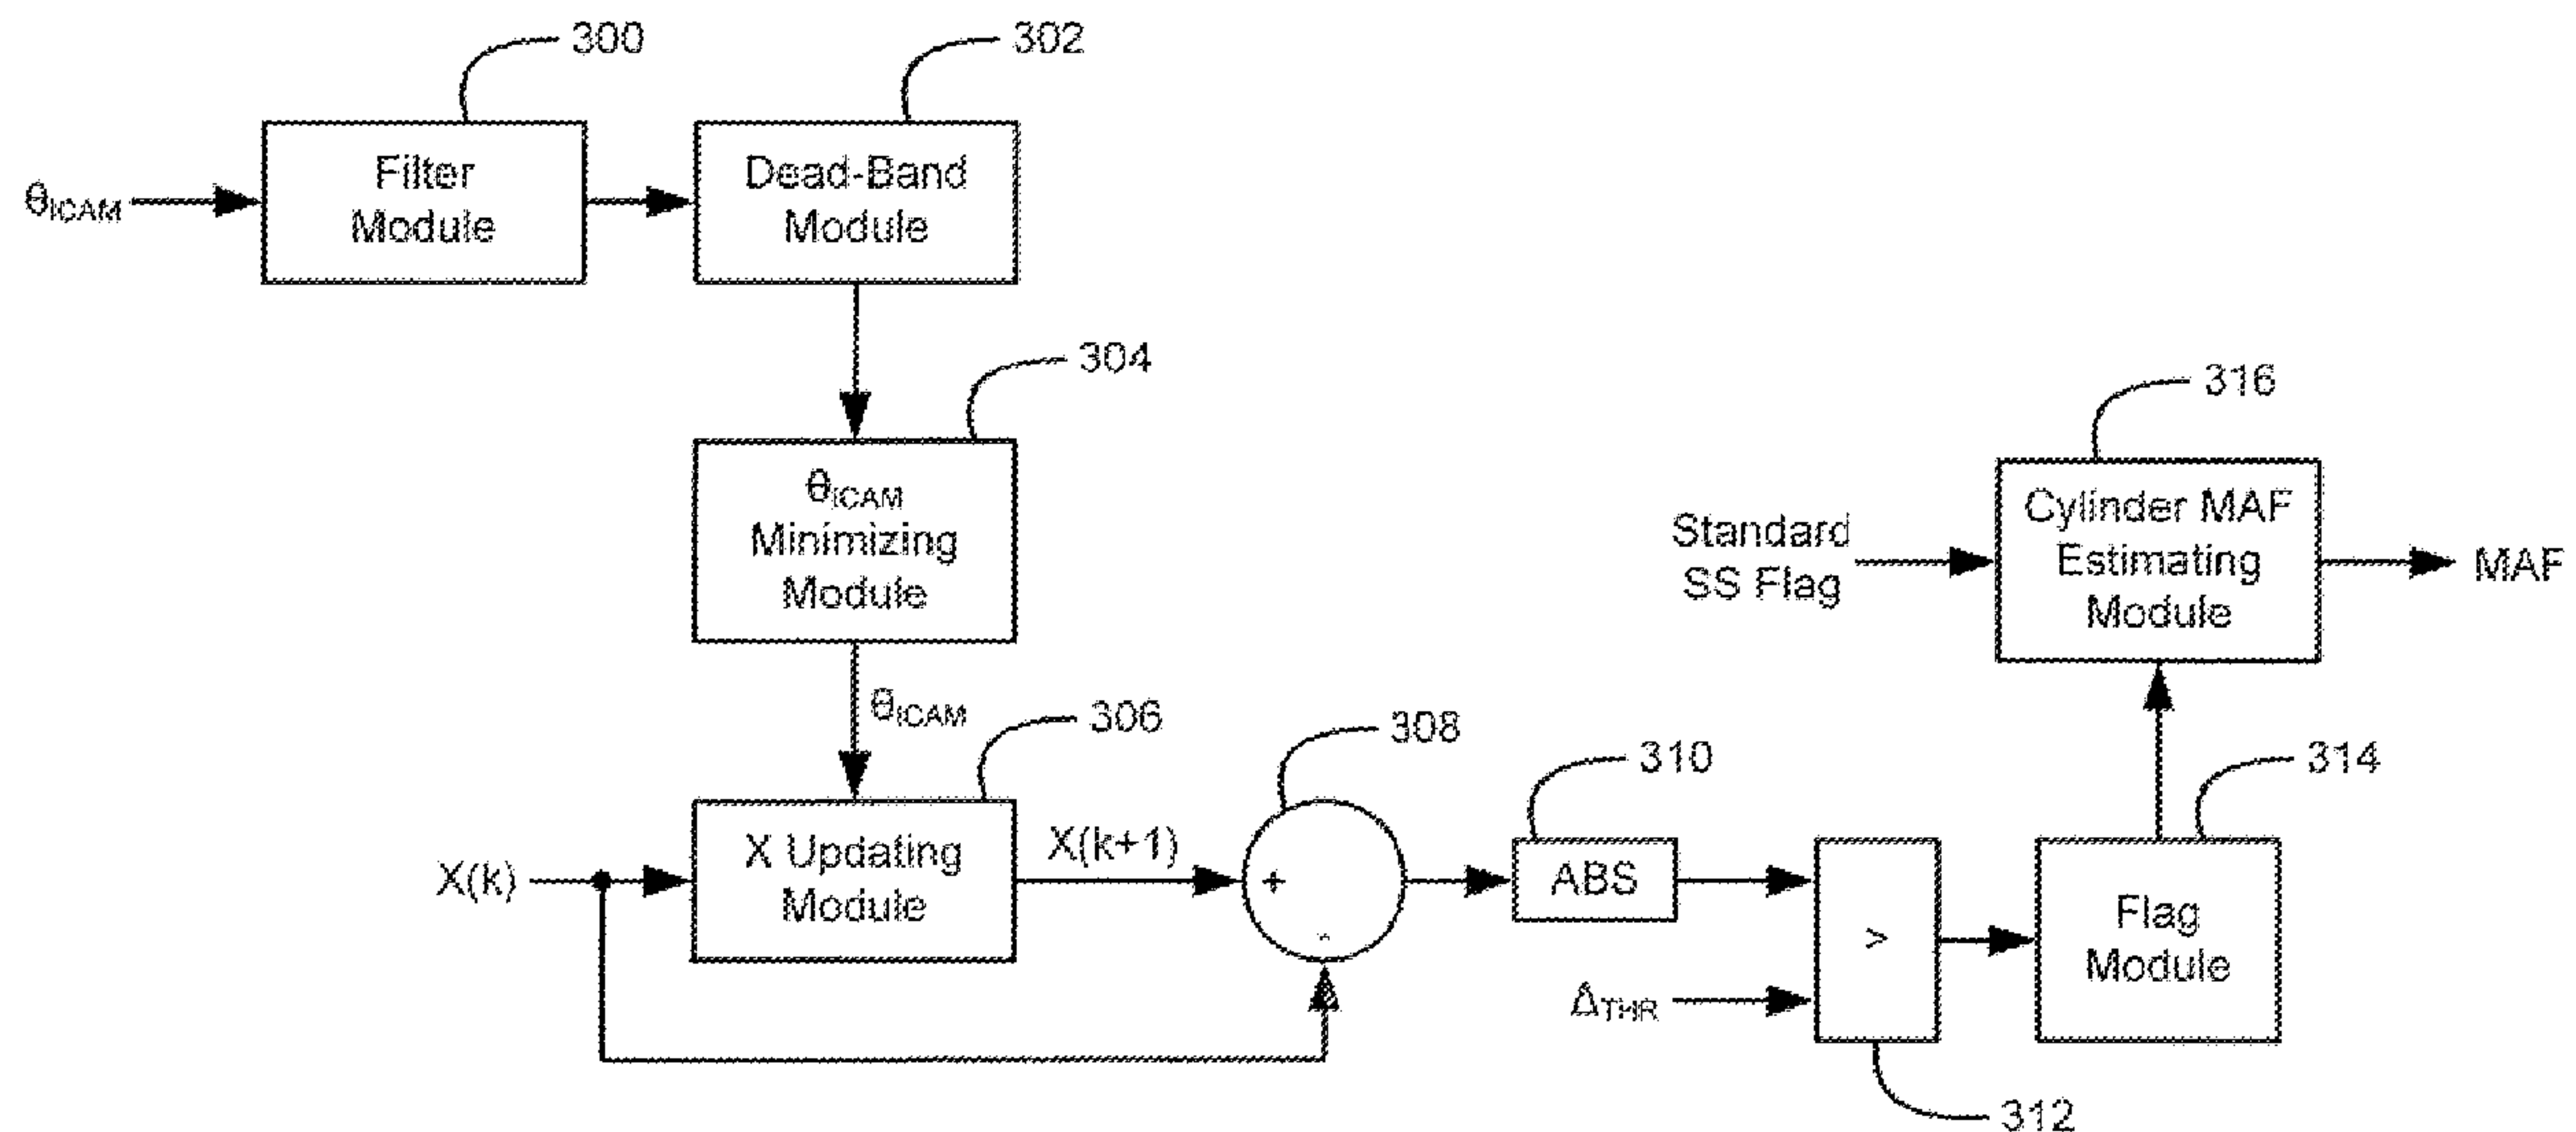 300
302
Filter
Module
Dead-Band
Module
θICAM
304
θICAM
Minimizing
Module
316
Cylinder MAF
Estimating
Module
Standard
SS Flag
MAF
θICAM
306
308
310
314
X(k)
X Updating
Module
X(k+1)
+
-
ABS
>
Flag
Module
ΔTHR
312